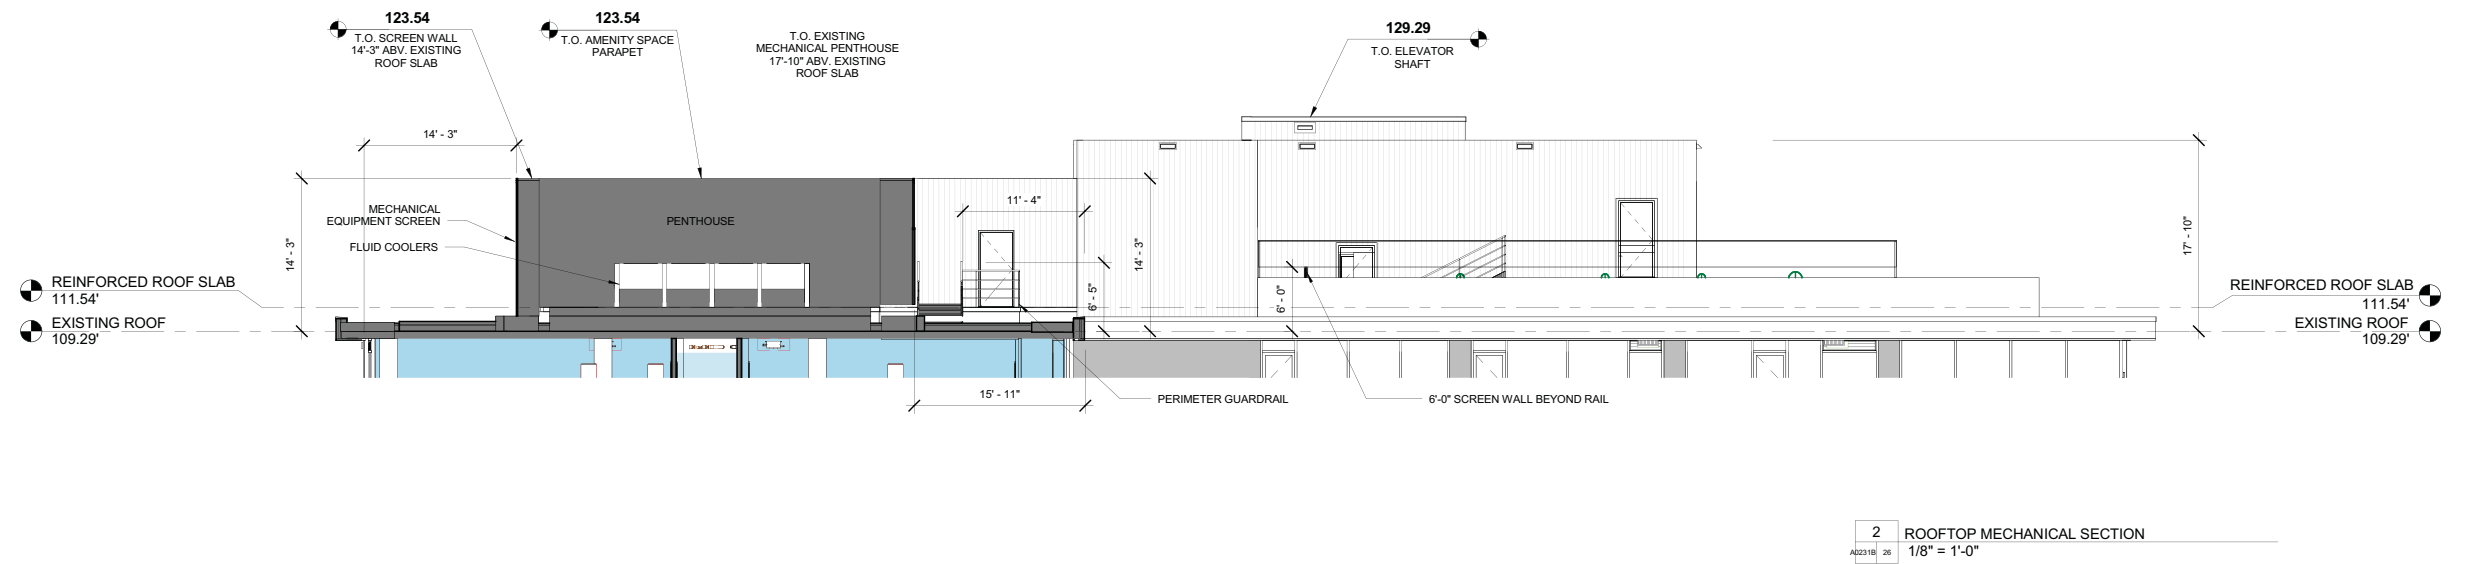 123.54
T.O. SCREEN WALL
14'-3" ABV. EXISTING
ROOF SLAB
123.54
T.O. AMENITY SPACE
PARAPET
T.O. EXISTING
MECHANICAL PENTHOUSE
17'-10" ABV. EXISTING
ROOF SLAB
129.29
T.O. ELEVATOR
SHAFT
14' - 3"
MECHANICAL
EQUIPMENT SCREEN
PENTHOUSE
FLUID COOLERS
11' - 4"
14' - 3"
14' - 3"
17' - 10"
6' - 5"
6' - 0"
REINFORCED ROOF SLAB
111.54'
EXISTING ROOF
109.29'
REINFORCED ROOF SLAB
111.54'
EXISTING ROOF
109.29'
15' - 11"
PERIMETER GUARDRAIL
6'-0" SCREEN WALL BEYOND RAIL
2
ROOFTOP MECHANICAL SECTION
A0231B
26
1/8" = 1'-0"